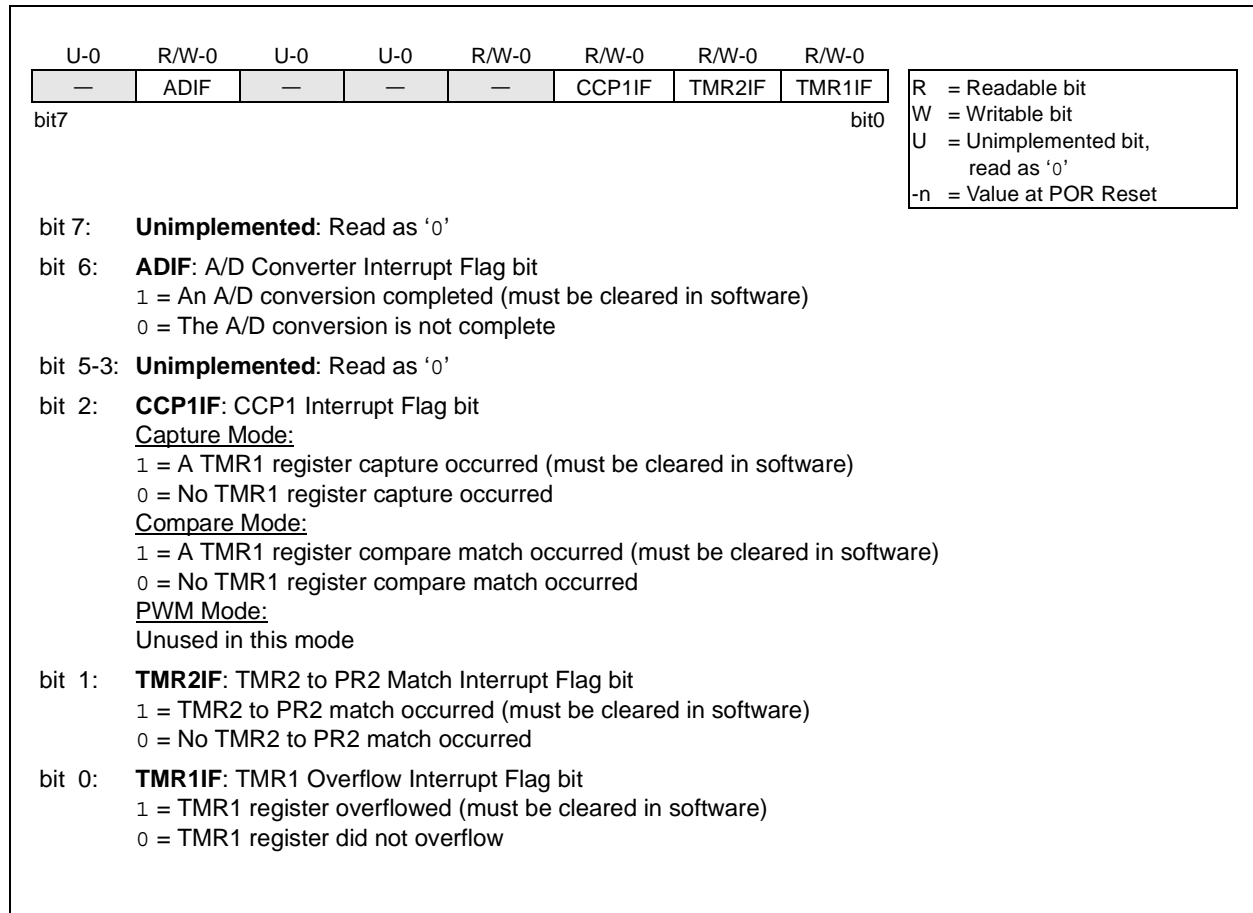 U-0 R/W-0 U-0 U-0 R/W-0 R/W-0 R/W-0 R/W-0
— ADIF — — — CCP1IF TMR2IF TMR1IF
bit7 bit0
R = Readable bit
W = Writable bit
U = Unimplemented bit,
read as ‘0’
-n = Value at POR Reset
bit 7: Unimplemented: Read as ‘0’
bit 6: ADIF: A/D Converter Interrupt Flag bit
1 = An A/D conversion completed (must be cleared in software)
0 = The A/D conversion is not complete
bit 5-3: Unimplemented: Read as ‘0’
bit 2: CCP1IF: CCP1 Interrupt Flag bit
Capture Mode:
1 = A TMR1 register capture occurred (must be cleared in software)
0 = No TMR1 register capture occurred
Compare Mode:
1 = A TMR1 register compare match occurred (must be cleared in software)
0 = No TMR1 register compare match occurred
PWM Mode:
Unused in this mode
bit 1: TMR2IF: TMR2 to PR2 Match Interrupt Flag bit
1 = TMR2 to PR2 match occurred (must be cleared in software)
0 = No TMR2 to PR2 match occurred
bit 0: TMR1IF: TMR1 Overflow Interrupt Flag bit
1 = TMR1 register overflowed (must be cleared in software)
0 = TMR1 register did not overflow